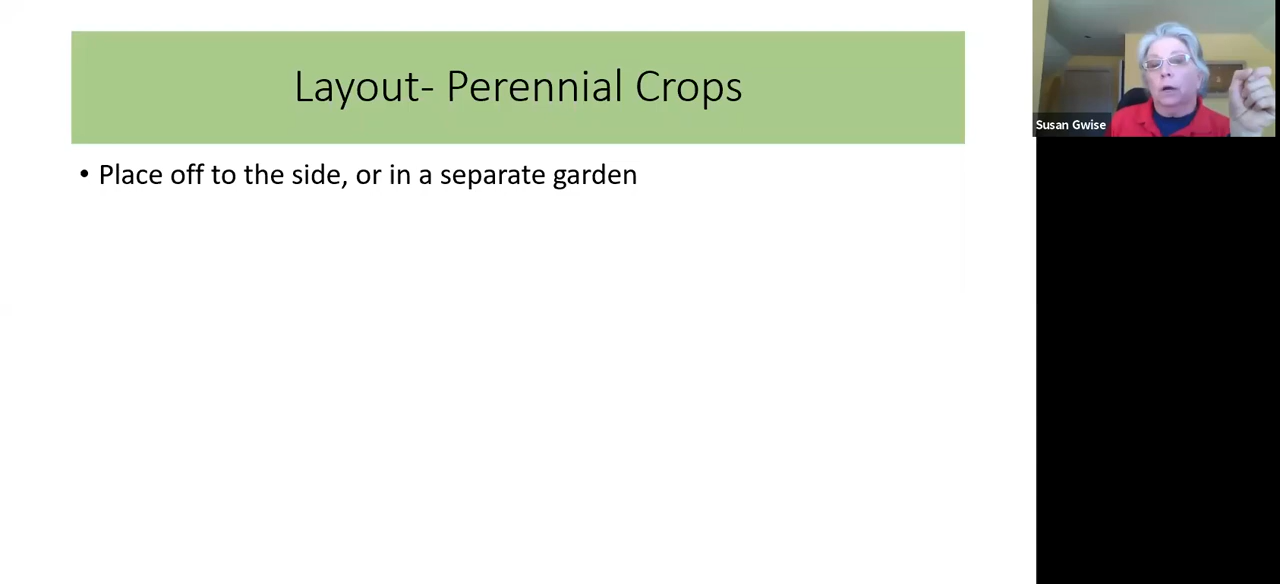 Layout- Perennial Crops
• Place off to the side, or in a separate garden
Susan Gwise